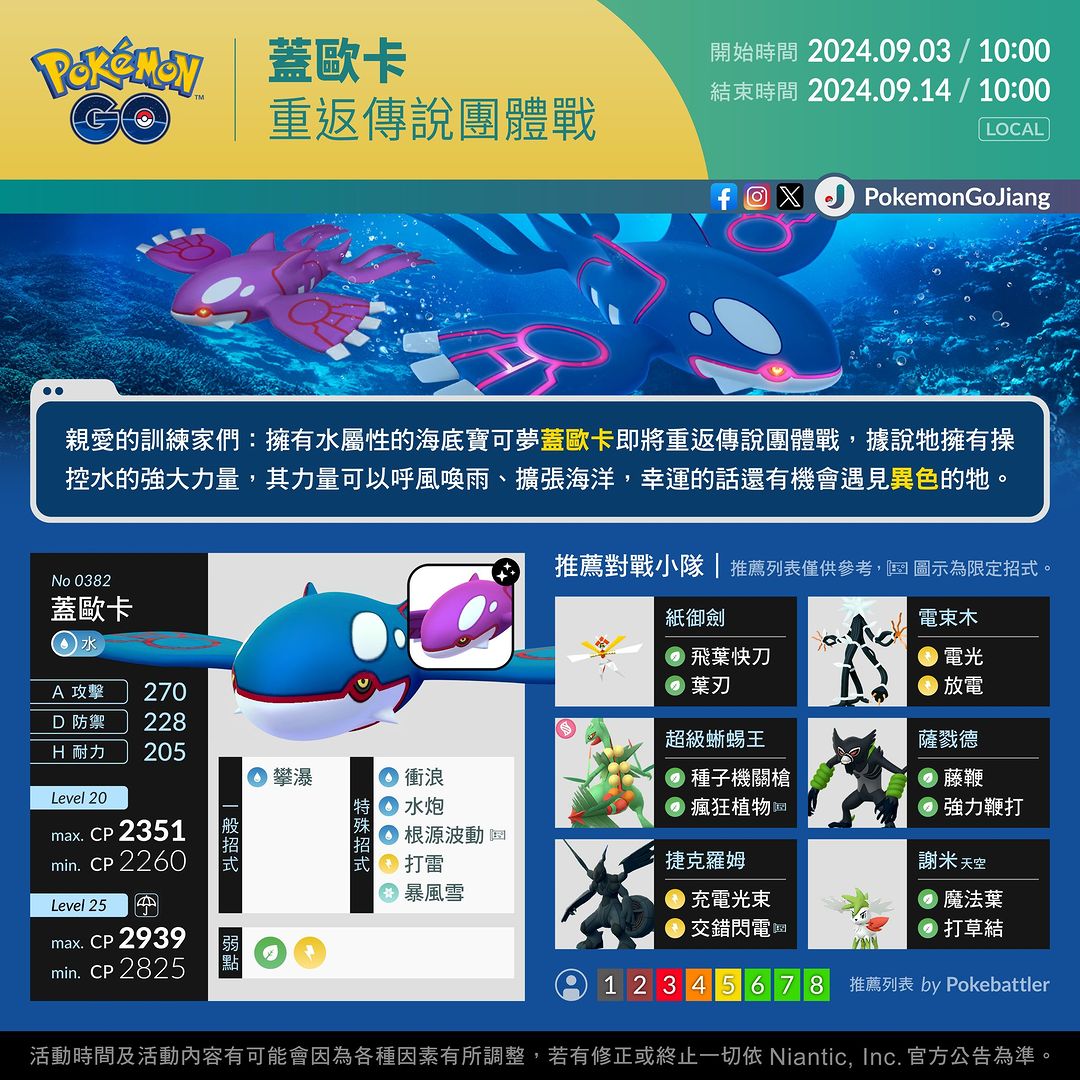 POKÉMON
GO
TM
蓋歐卡
重返傳說團體戰
開始時間 2024.09.03 / 10:00
結束時間 2024.09.14 / 10:00
LOCAL
PokemonGoJiang
親愛的訓練家們：擁有水屬性的海底寶可夢蓋歐卡即將重返傳說團體戰，據說牠擁有操
控水的強大力量，其力量可以呼風喚雨、擴張海洋，幸運的話還有機會遇見異色的牠。
No 0382
蓋歐卡
水
A 攻擊 270
D 防禦 228
H 耐力 205
Level 20
max. CP 2351
min. CP 2260
Level 25
max. CP 2939
min. CP 2825
一般招式
攀瀑
特殊招式
衝浪
水炮
根源波動
打雷
暴風雪
弱點
推薦對戰小隊 | 推薦列表僅供參考，圖示為限定招式。
紙御劍
飛葉快刀
葉刃
電束木
電光
放電
超級蜥蜴王
種子機關槍
瘋狂植物
薩戮德
藤鞭
強力鞭打
捷克羅姆
充電光束
交錯閃電
謝米 天空
魔法葉
打草結
1 2 3 4 5 6 7 8
推薦列表 by Pokebattler
活動時間及活動內容有可能會因為各種因素有所調整，若有修正或終止一切依 Niantic, Inc. 官方公告為準。